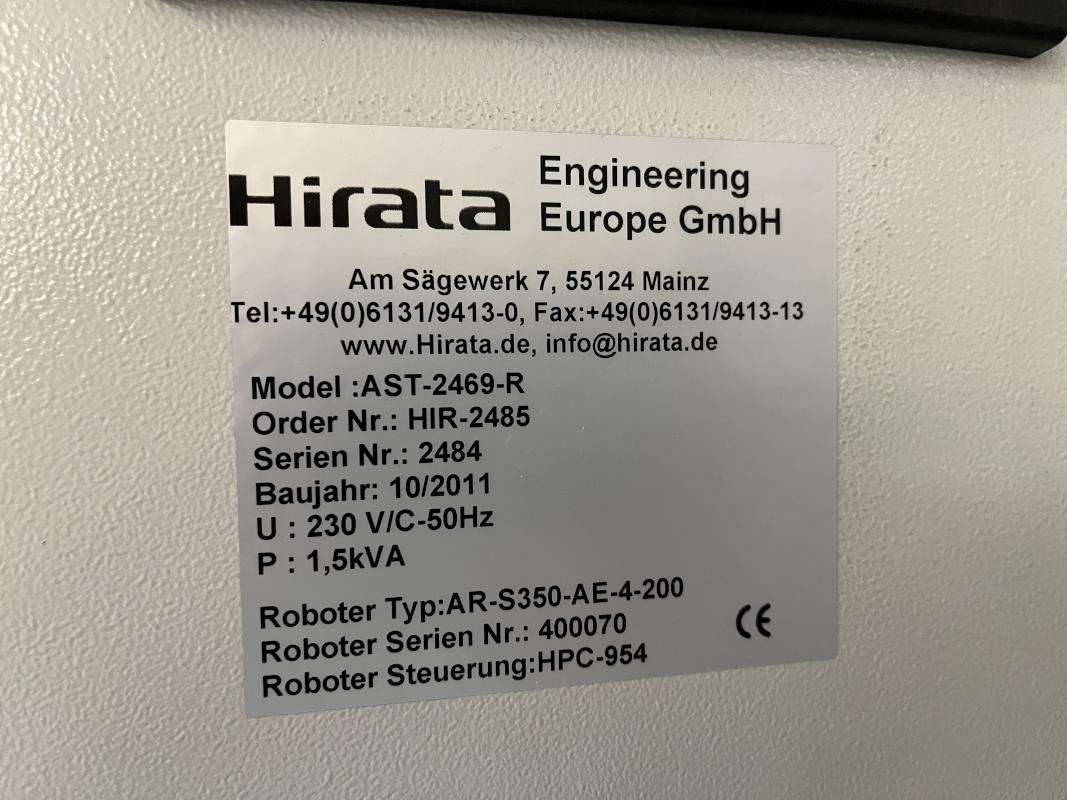 Hirata Engineering
Europe GmbH
Am Sägewerk 7, 55124 Mainz
Tel:+49(0)6131/9413-0, Fax:+49(0)6131/9413-13
www.Hirata.de, info@hirata.de
Model :AST-2469-R
Order Nr.: HIR-2485
Serien Nr.: 2484
Baujahr: 10/2011
U : 230 V/C-50Hz
P : 1,5kVA
Roboter Typ:AR-S350-AE-4-200
Roboter Serien Nr.: 400070
Roboter Steuerung:HPC-954
CE